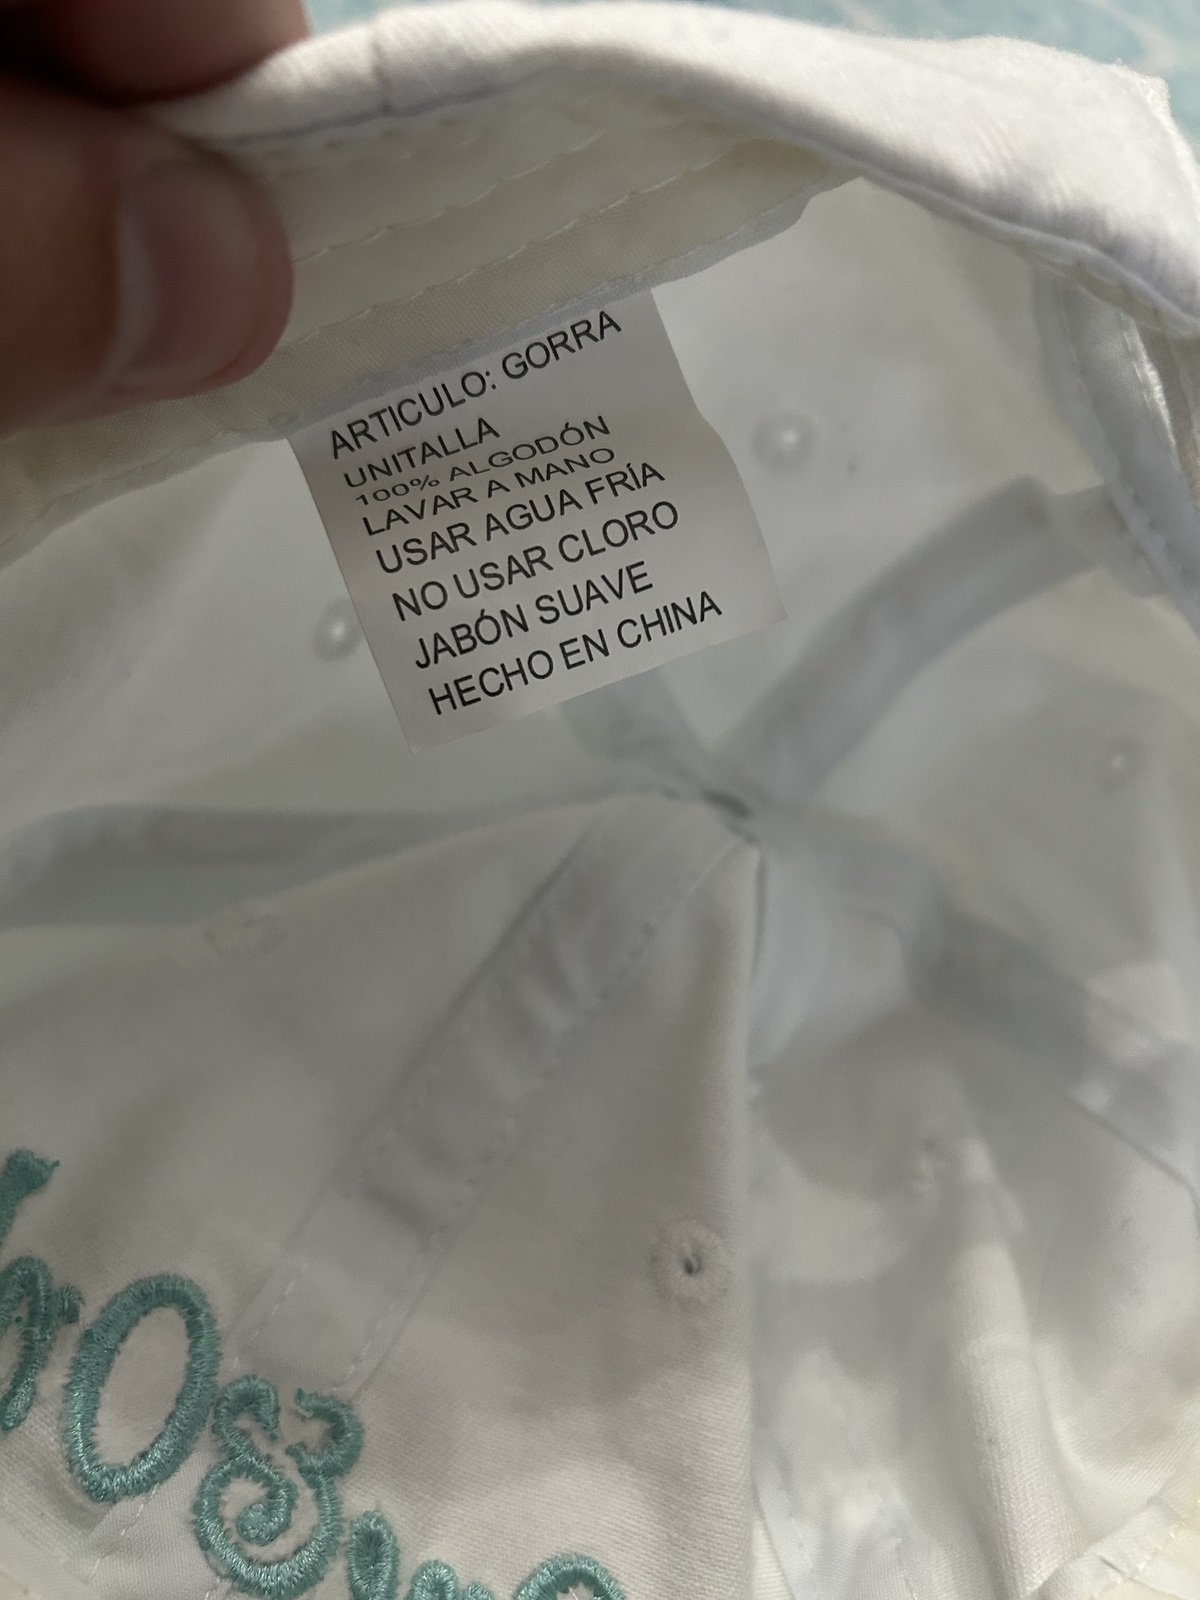 ARTICULO: GORRA
UNITALLA
100% ALGODÓN
LAVAR A MANO
USAR AGUA FRÍA
NO USAR CLORO
JABÓN SUAVE
HECHO EN CHINA